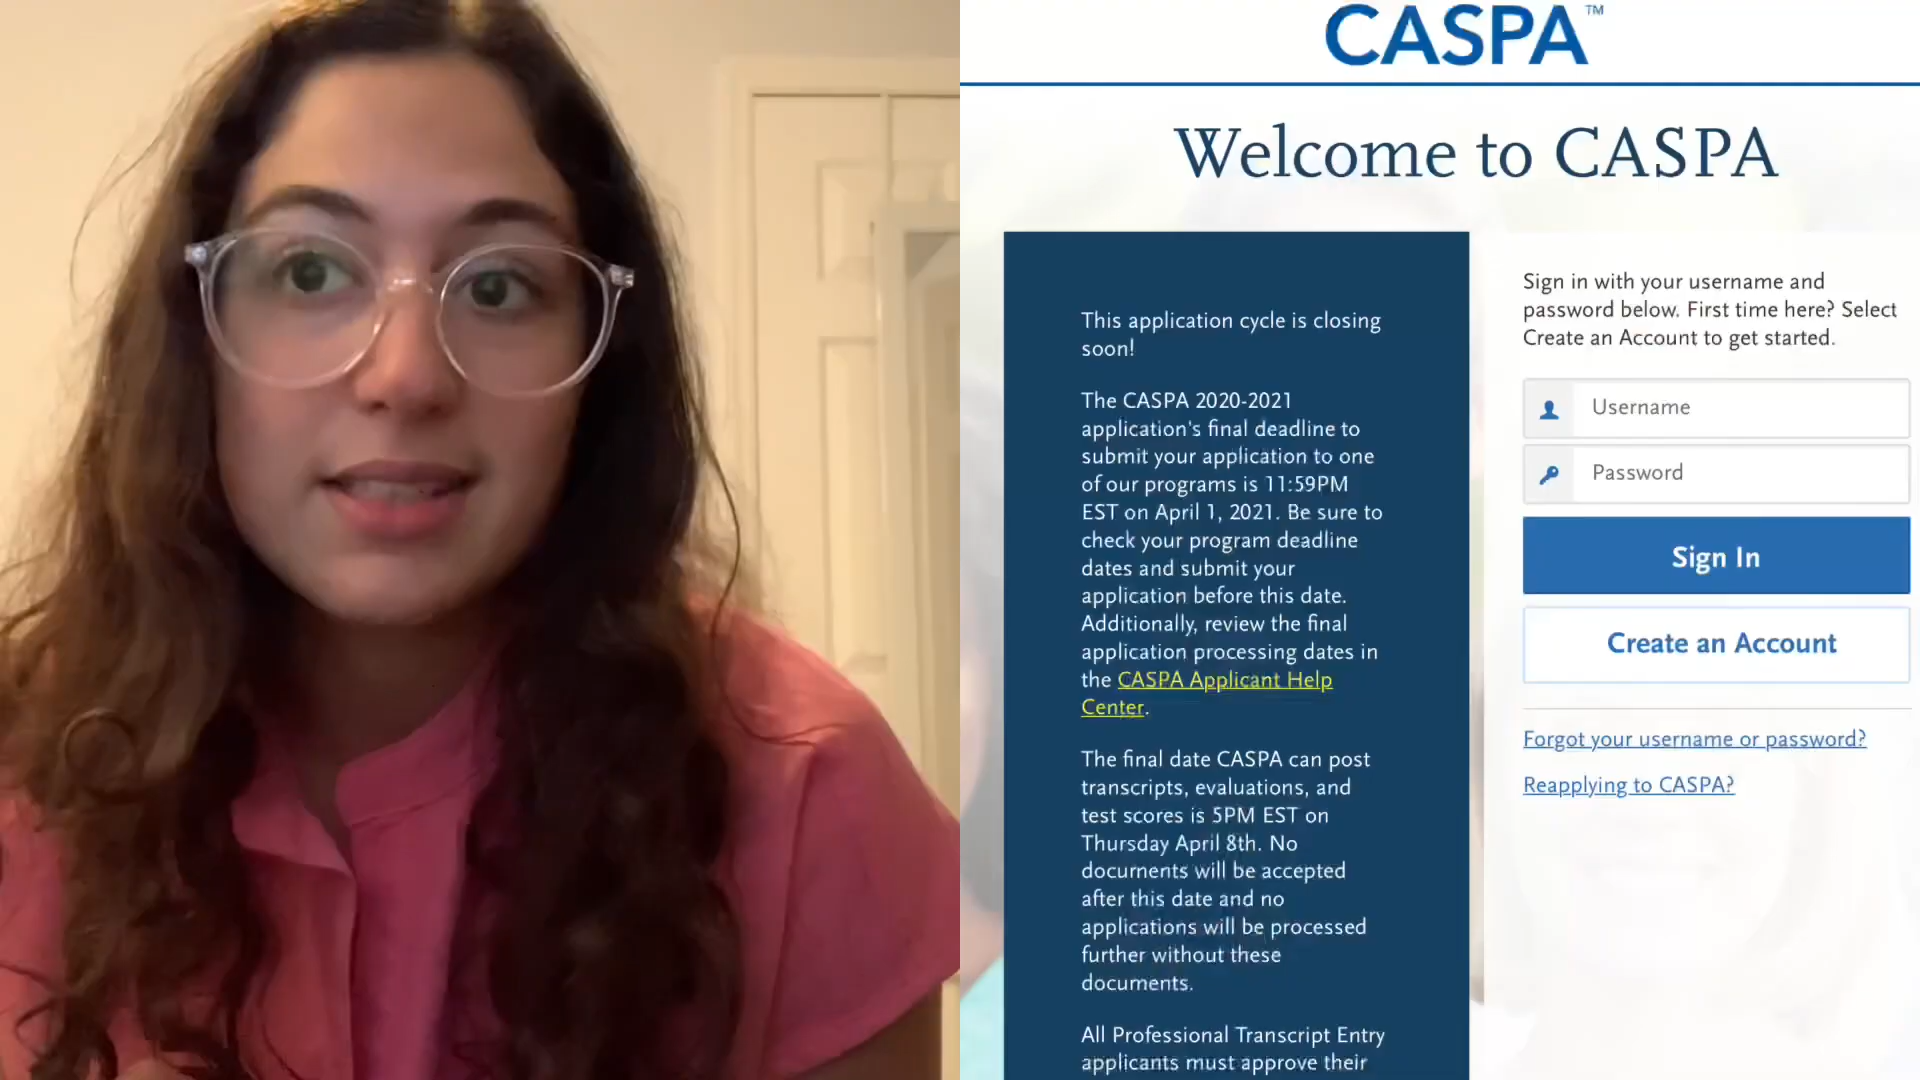 CASPA™
Welcome to CASPA
This application cycle is closing
soon!
The CASPA 2020-2021
application's final deadline to
submit your application to one
of our programs is 11:59PM
EST on April 1, 2021. Be sure to
check your program deadline
dates and submit your
application before this date.
Additionally, review the final
application processing dates in
the CASPA Applicant Help
Center.
The final date CASPA can post
transcripts, evaluations, and
test scores is 5PM EST on
Thursday April 8th. No
documents will be accepted
after this date and no
applications will be processed
further without these
documents.
All Professional Transcript Entry
applicants must approve their
Sign in with your username and
password below. First time here? Select
Create an Account to get started.
Username
Password
Sign In
Create an Account
Forgot your username or password?
Reapplying to CASPA?